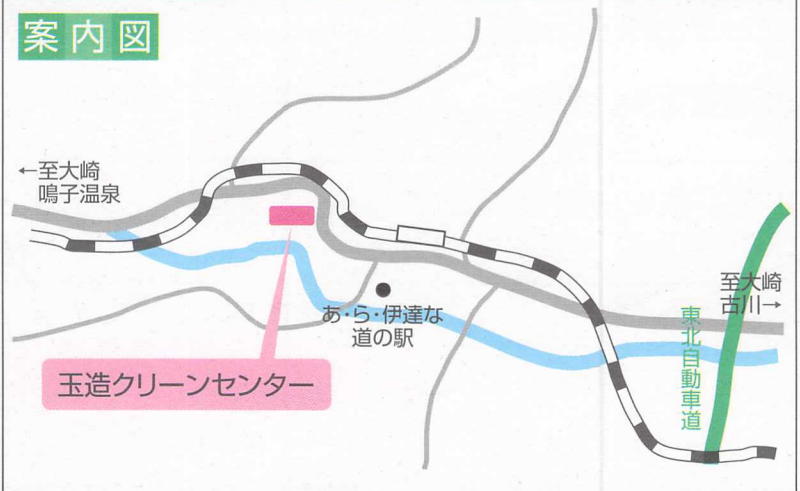 案内図
←至大崎
鳴子温泉
至大崎
古川→
あ・ら・伊達な
道の駅
東北自動車道
玉造クリーンセンター